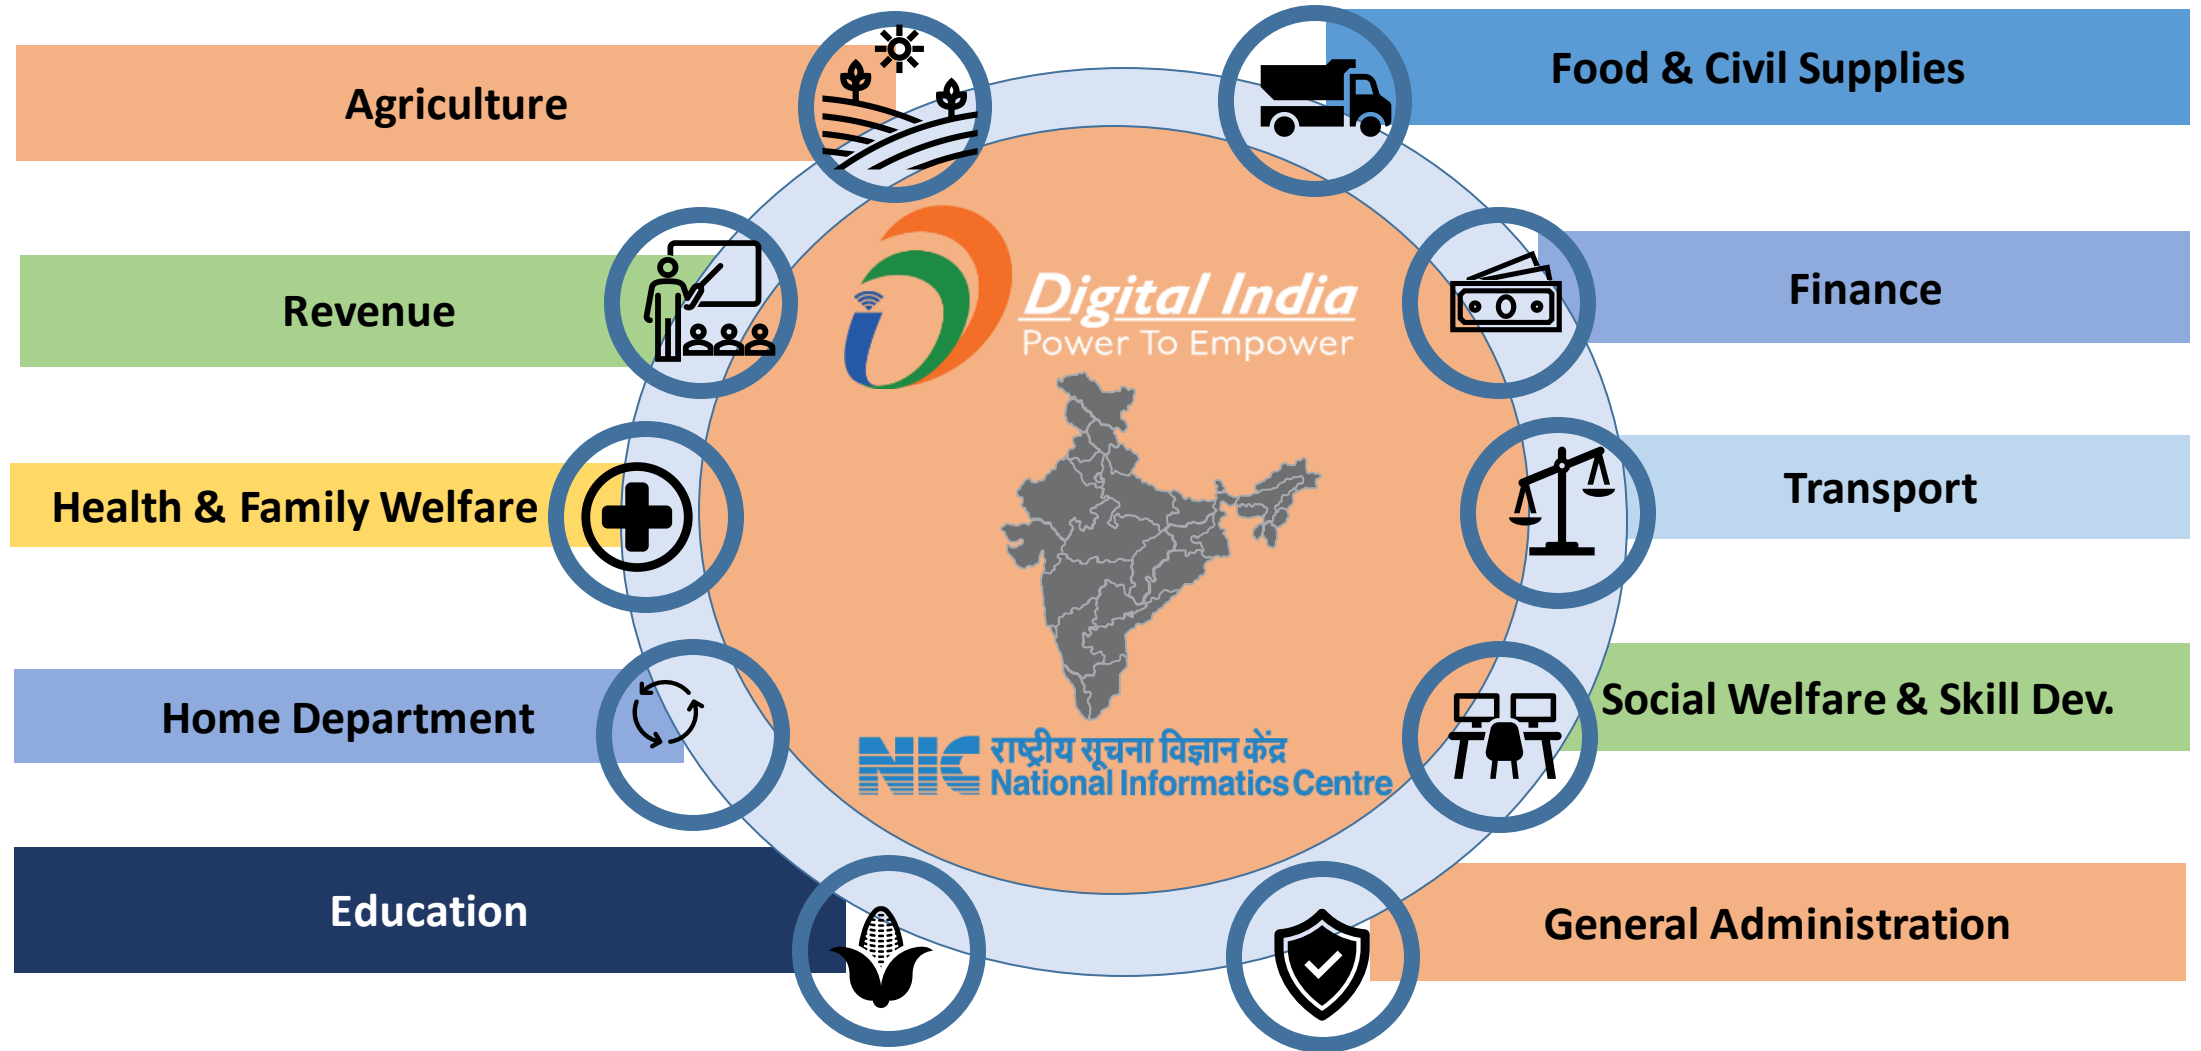 Agriculture
Food & Civil Supplies
Revenue
Finance
Digital India
Power To Empower
Health & Family Welfare
Transport
Home Department
Social Welfare & Skill Dev.
NIC राष्ट्रीय सूचना विज्ञान केंद्र
National Informatics Centre
Education
General Administration